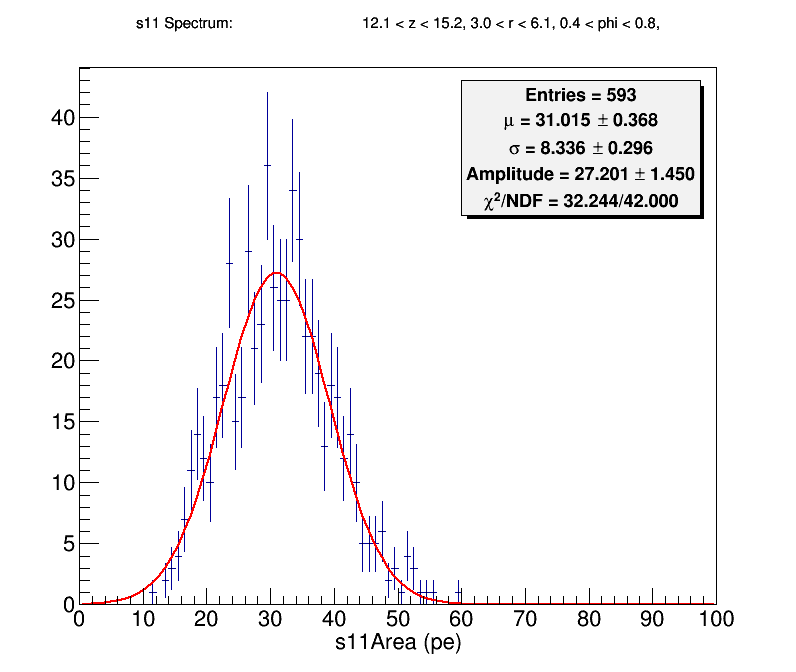 s11 Spectrum: 12.1 < z < 15.2, 3.0 < r < 6.1, 0.4 < phi < 0.8,
Entries = 593
μ = 31.015 ± 0.368
σ = 8.336 ± 0.296
Amplitude = 27.201 ± 1.450
χ²/NDF = 32.244/42.000
40
35
30
25
20
15
10
5
0
0 10 20 30 40 50 60 70 80 90 100
s11Area (pe)